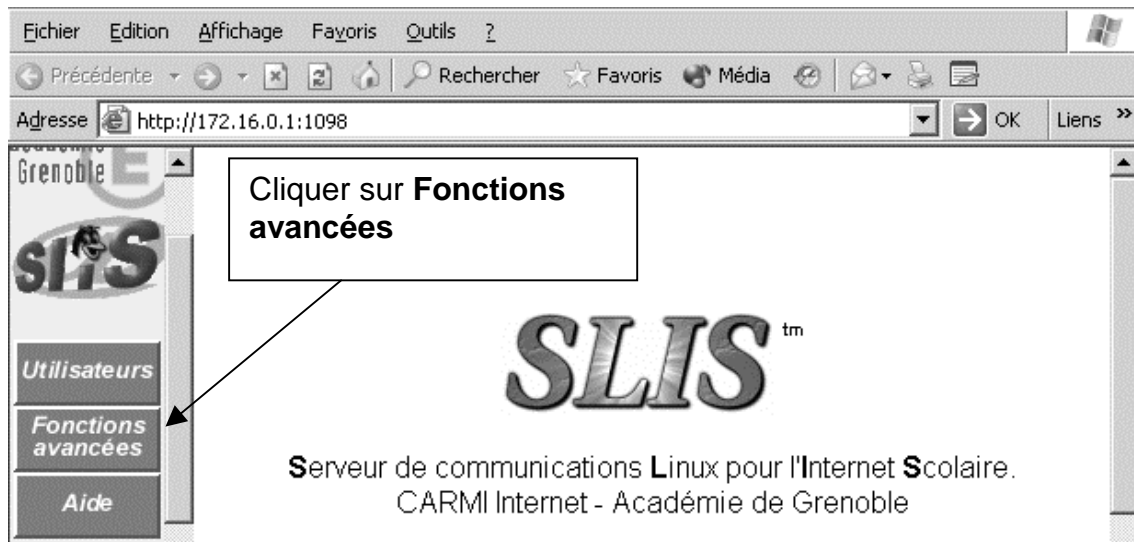 Fichier Edition Affichage Favoris Outils ?
Précédente Rechercher Favoris Média
Adresse http://172.16.0.1:1098 OK Liens »
Grenoble
SLIS
Cliquer sur Fonctions
avancées
SLIS tm
Utilisateurs
Fonctions
avancées
Aide
Serveur de communications Linux pour l'Internet Scolaire.
CARMI Internet - Académie de Grenoble